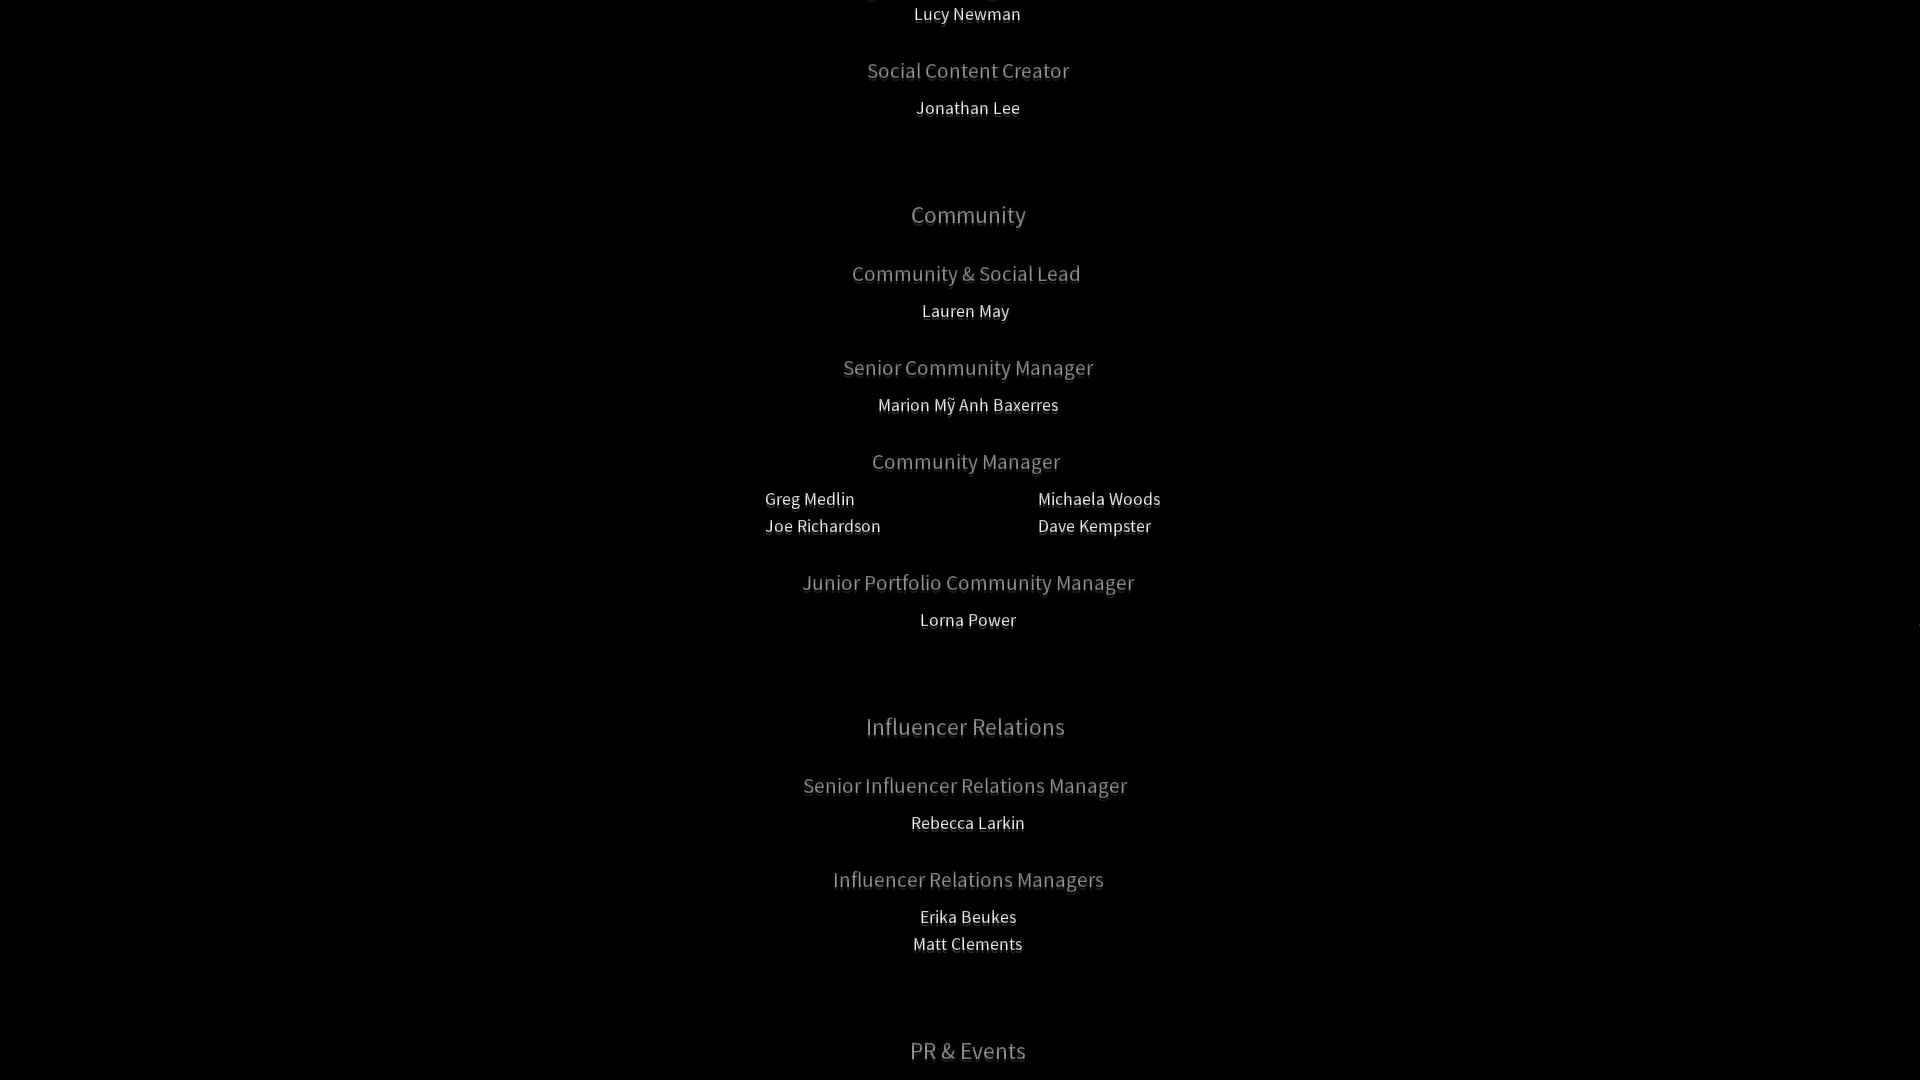 Lucy Newman
Social Content Creator
Jonathan Lee
Community
Community & Social Lead
Lauren May
Senior Community Manager
Marion Mỹ Anh Baxerres
Community Manager
Greg Medlin Michaela Woods
Joe Richardson Dave Kempster
Junior Portfolio Community Manager
Lorna Power
Influencer Relations
Senior Influencer Relations Manager
Rebecca Larkin
Influencer Relations Managers
Erika Beukes
Matt Clements
PR & Events